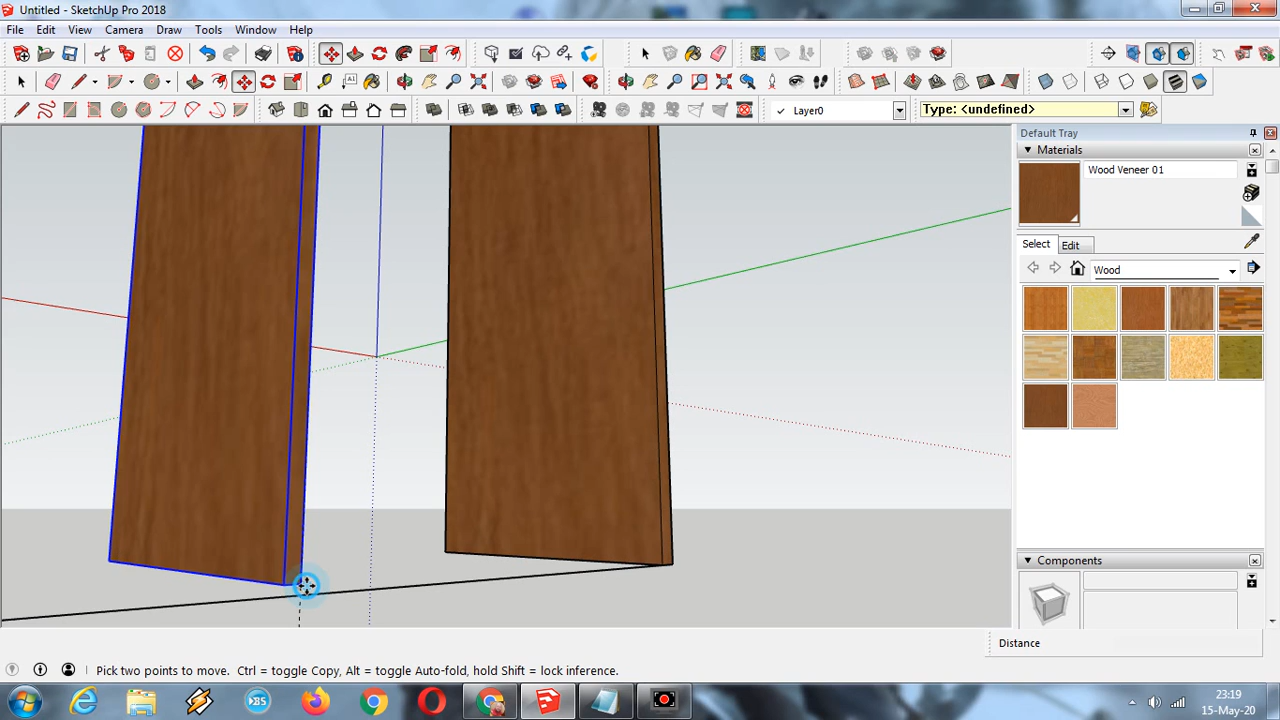 Untitled - SketchUp Pro 2018
File Edit View Camera Draw Tools Window Help
Layer0
Type: <undefined>
Default Tray
Materials
Wood Veneer 01
Select Edit
Wood
Components
Distance
Pick two points to move. Ctrl = toggle Copy, Alt = toggle Auto-fold, hold Shift = lock inference.
23:19
15-May-20